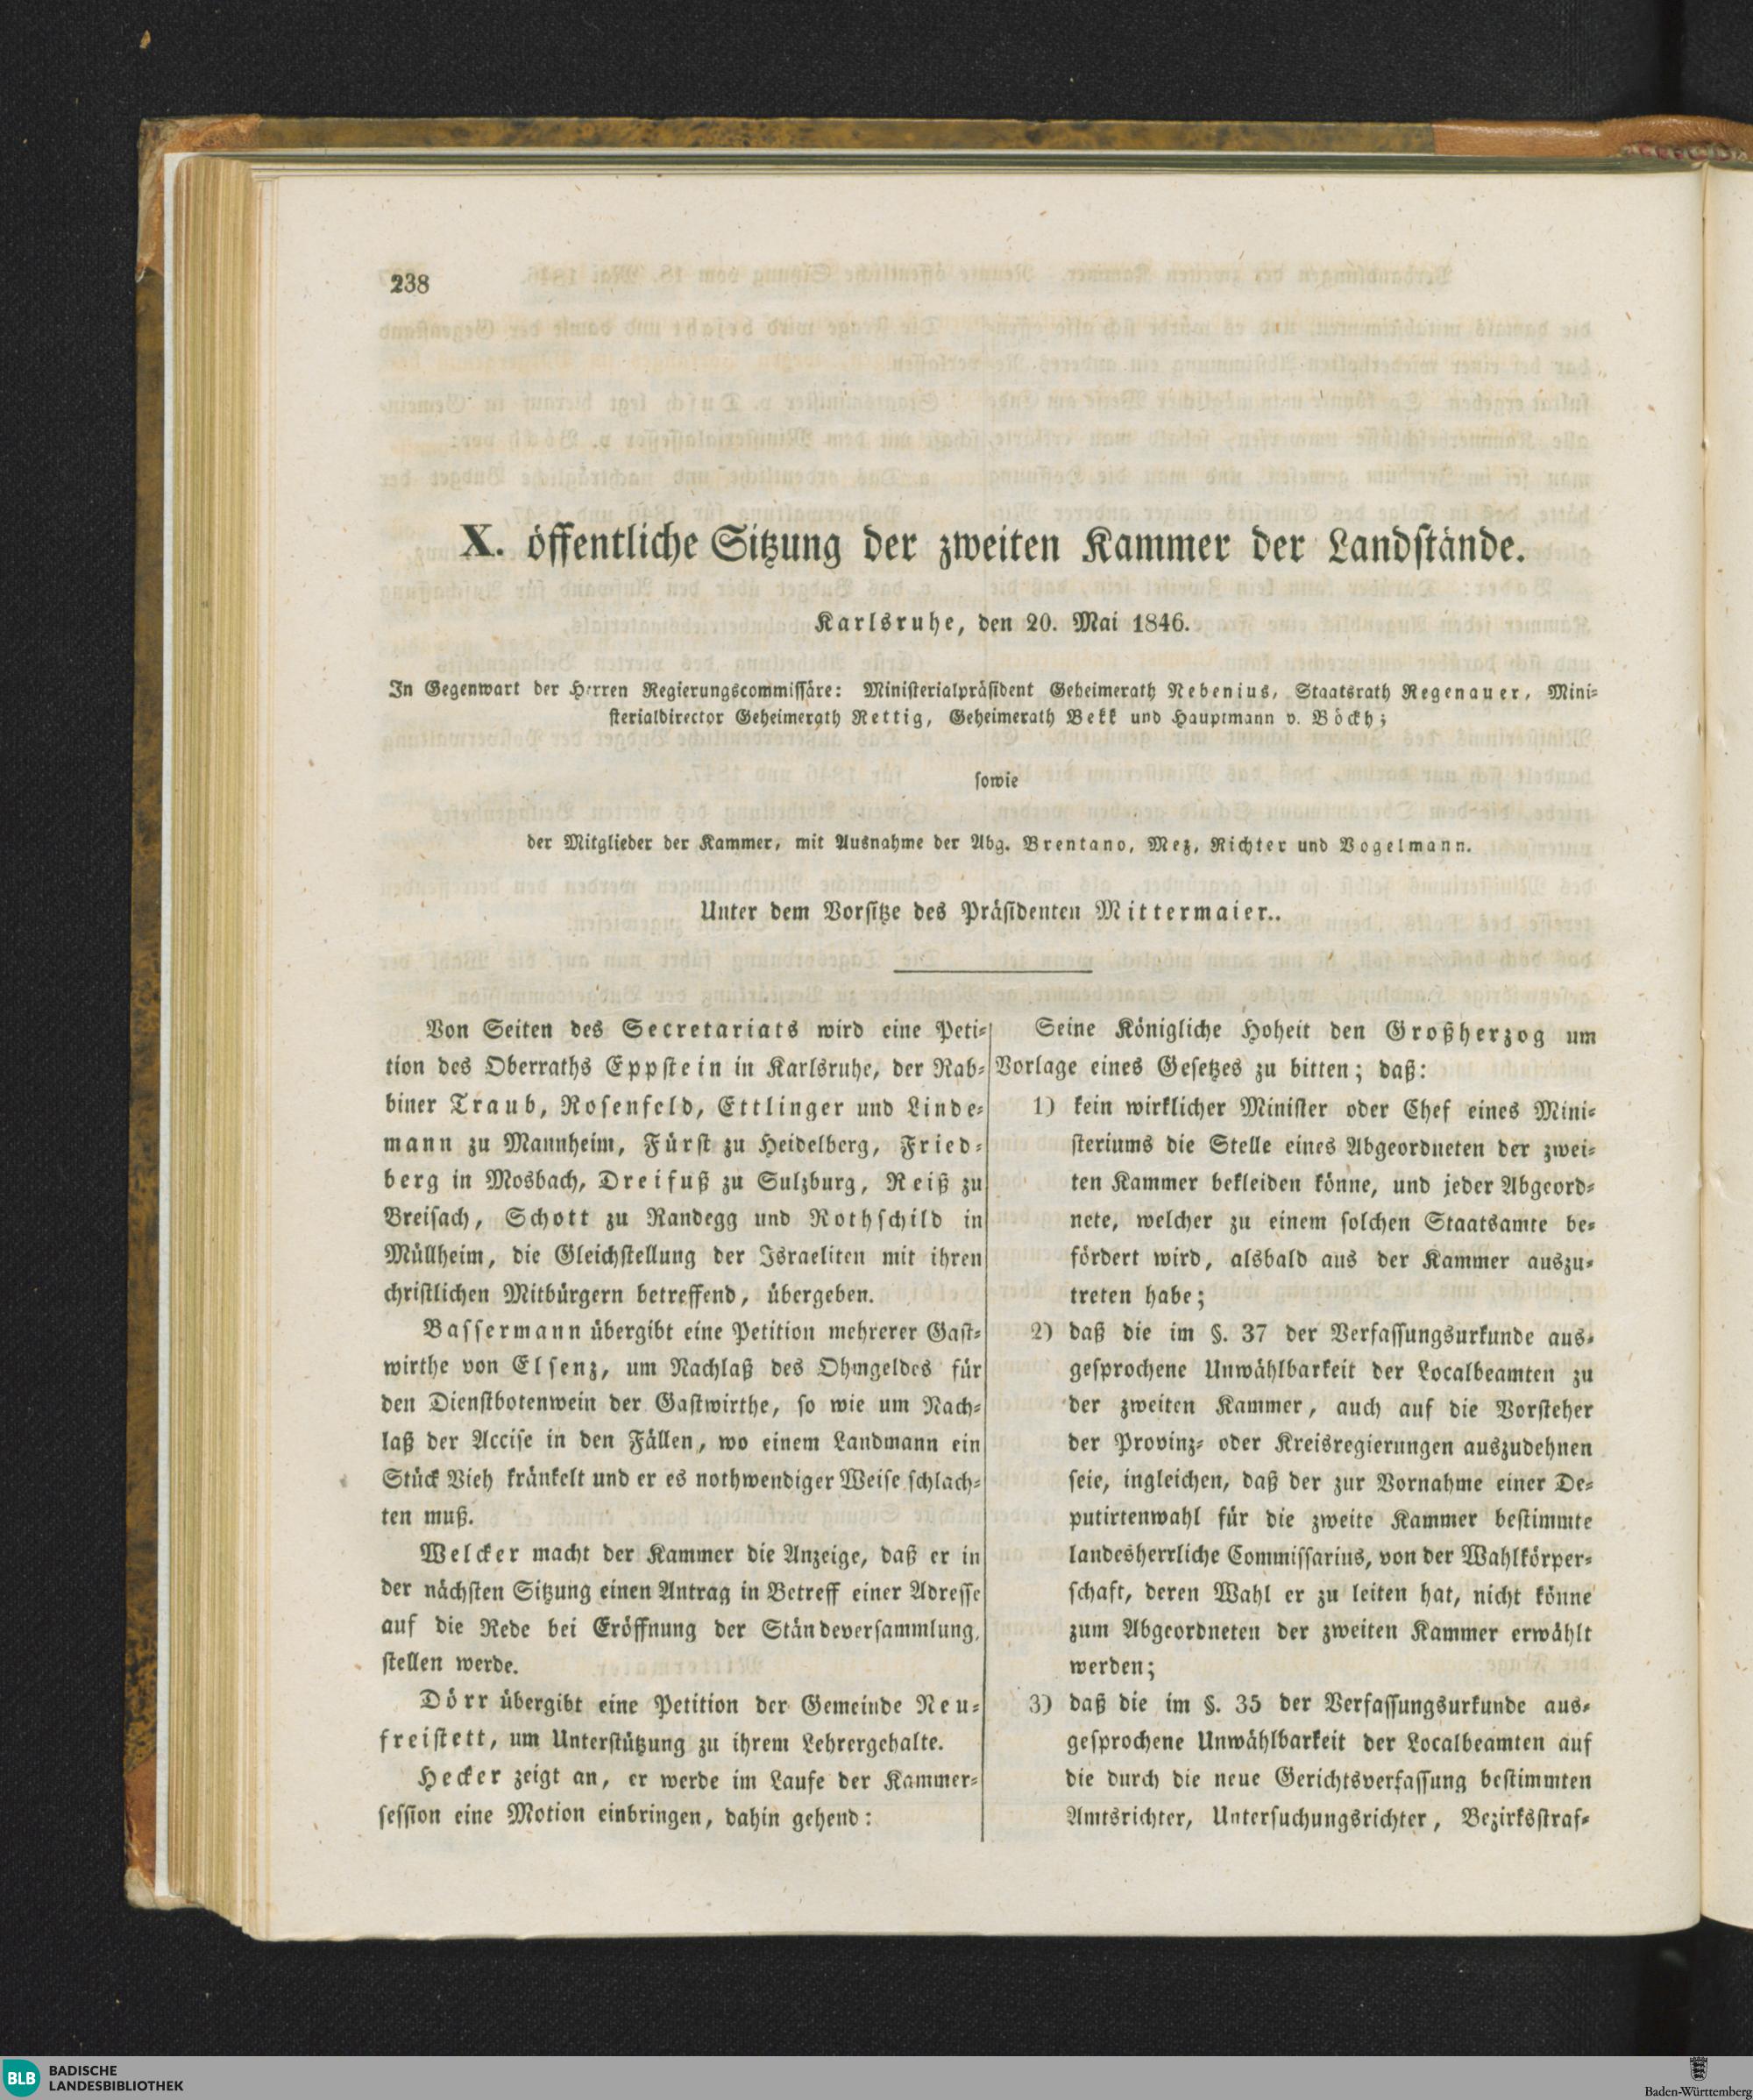 238
X. öffentliche Sitzung der zweiten Kammer der Landstände.
Karlsruhe, den 20. Mai 1846.
In Gegenwart der Herren Regierungscommissäre: Ministerialpräsident Geheimerath Nebenius, Staatsrath Regenauer, Mini-
sterialdirector Geheimerath Rettig, Geheimerath Bekk und Hauptmann v. Böckh;
sowie
der Mitglieder der Kammer, mit Ausnahme der Abg. Brentano, Mez, Richter und Vogelmann.
Unter dem Vorsitze des Präsidenten Mittermaier..
Von Seiten des Secretariats wird eine Peti-
tion des Oberraths Eppstein in Karlsruhe, der Rab-
biner Traub, Rosenfeld, Ettlinger und Linde-
mann zu Mannheim, Fürst zu Heidelberg, Fried-
berg in Mosbach, Dreifuß zu Sulzburg, Reiß zu
Breisach, Schott zu Randegg und Rothschild in
Müllheim, die Gleichstellung der Israeliten mit ihren
christlichen Mitbürgern betreffend, übergeben.
Bassermann übergibt eine Petition mehrerer Gast-
wirthe von Elsenz, um Nachlaß des Ohmgeldes für
den Dienstbotenwein der Gastwirthe, so wie um Nach-
laß der Accise in den Fällen, wo einem Landmann ein
Stück Vieh kränkelt und er es nothwendiger Weise schlach-
ten muß.
Welcker macht der Kammer die Anzeige, daß er in
der nächsten Sitzung einen Antrag in Betreff einer Adresse
auf die Rede bei Eröffnung der Ständeversammlung,
stellen werde.
Dörr übergibt eine Petition der Gemeinde Neu-
freistett, um Unterstützung zu ihrem Lehrergehalte.
Hecker zeigt an, er werde im Laufe der Kammer-
session eine Motion einbringen, dahin gehend:
Seine Königliche Hoheit den Großherzog um
Vorlage eines Gesetzes zu bitten; daß:
1) kein wirklicher Minister oder Chef eines Mini-
steriums die Stelle eines Abgeordneten der zwei-
ten Kammer bekleiden könne, und jeder Abgeord-
nete, welcher zu einem solchen Staatsamte be-
fördert wird, alsbald aus der Kammer auszu-
treten habe;
2) daß die im §. 37 der Verfassungsurkunde aus-
gesprochene Unwählbarkeit der Localbeamten zu
der zweiten Kammer, auch auf die Vorsteher
der Provinz- oder Kreisregierungen auszudehnen
seie, ingleichen, daß der zur Vornahme einer De-
putirtenwahl für die zweite Kammer bestimmte
landesherrliche Commissarius, von der Wahlkörper-
schaft, deren Wahl er zu leiten hat, nicht könne
zum Abgeordneten der zweiten Kammer erwählt
werden;
3) daß die im §. 35 der Verfassungsurkunde aus-
gesprochene Unwählbarkeit der Localbeamten auf
die durch die neue Gerichtsverfassung bestimmten
Amtsrichter, Untersuchungsrichter, Bezirksstraf-
BLB BADISCHE
LANDESBIBLIOTHEK
Baden-Württemberg